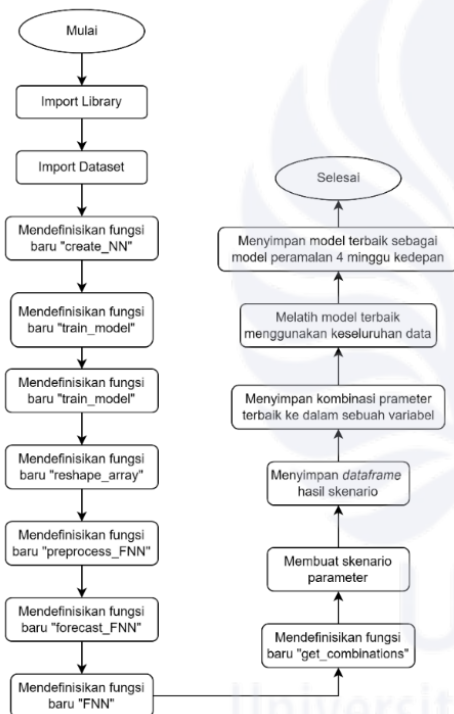 Mulai
Import Library
Import Dataset
Mendefinisikan fungsi
baru "create_NN"
Mendefinisikan fungsi
baru "train_model"
Mendefinisikan fungsi
baru "train_model"
Mendefinisikan fungsi
baru "reshape_array"
Mendefinisikan fungsi
baru "preprocess_FNN"
Mendefinisikan fungsi
baru "forecast_FNN"
Mendefinisikan fungsi
baru "FNN"
Selesai
Menyimpan model terbaik sebagai
model peramalan 4 minggu kedepan
Melatih model terbaik
menggunakan keseluruhan data
Menyimpan kombinasi prameter
terbaik ke dalam sebuah variabel
Menyimpan dataframe
hasil skenario
Membuat skenario
parameter
Mendefinisikan fungsi
baru "get_combinations"